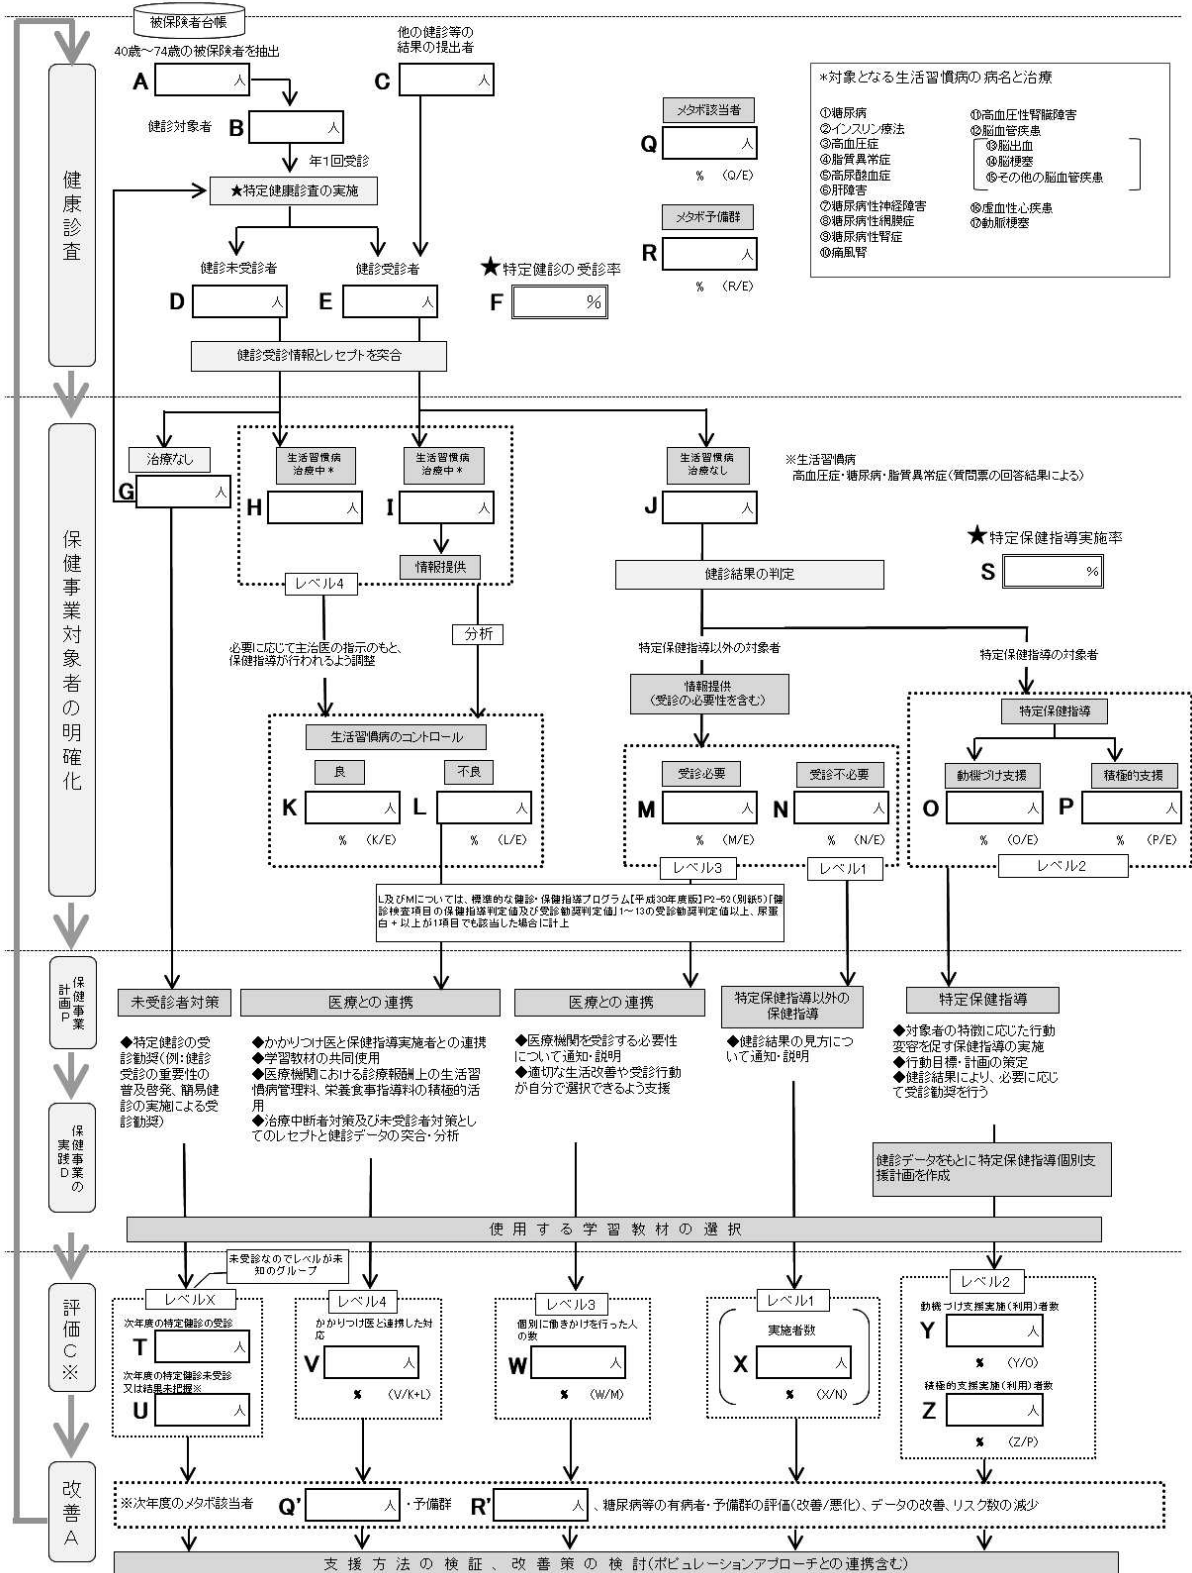 被保険者台帳
40歳～74歳の被保険者を抽出
A 人
他の健診等の
結果の提出者
C 人
健診対象者 B 人
年1回受診
★特定健康診査の実施
健診未受診者
D 人
健診受診者
E 人
★特定健診の受診率
F %
メタボ該当者
Q 人
% (Q/E)
メタボ予備群
R 人
% (R/E)
*対象となる生活習慣病の病名と治療
①糖尿病
②インスリン療法
③高血圧症
④脂質異常症
⑤高尿酸血症
⑥肝障害
⑦糖尿病性神経障害
⑧糖尿病性網膜症
⑨糖尿病性腎症
⑩痛風腎
⑪高血圧性腎臓障害
⑫脳血管疾患
⑬脳出血
⑭脳梗塞
⑮その他の脳血管疾患
⑯虚血性心疾患
⑰動脈梗塞
健診受診情報とレセプトを突合
健康診査
保健事業対象者の明確化
治療なし
G 人
生活習慣病
治療中*
H 人
生活習慣病
治療中*
I 人
情報提供
レベル4
生活習慣病
治療なし
J 人
※生活習慣病
高血圧症・糖尿病・脂質異常症(質問票の回答結果による)
★特定保健指導実施率
S %
健診結果の判定
必要に応じて主治医の指示のもと、
保健指導が行われるよう調整
分析
特定保健指導以外の対象者
特定保健指導の対象者
情報提供
(受診の必要性を含む)
生活習慣病のコントロール
良
K 人
% (K/E)
不良
L 人
% (L/E)
受診必要
M 人
% (M/E)
受診不必要
N 人
% (N/E)
レベル3
レベル1
特定保健指導
動機づけ支援
O 人
% (O/E)
積極的支援
P 人
% (P/E)
レベル2
L及びMについては、標準的な健診・保健指導プログラム【平成30年度版】P2-52(別紙5)「健
診検査項目の保健指導判定値及び受診勧奨判定値」1～13の受診勧奨判定値以上、尿蛋
白+以上が1項目でも該当した場合に計上
保健事業
計画P
未受診者対策
◆特定健診の受
診勧奨(例:健診
受診の重要性の
普及啓発、簡易健
診の実施による受
診勧奨)
医療との連携
◆かかりつけ医と保健指導実施者との連携
◆学習教材の共同使用
◆医療機関における診療報酬上の生活習
慣病管理料、栄養食事指導料の積極的活
用
◆治療中断者対策及び未受診者対策とし
てのレセプトと健診データの突合・分析
医療との連携
◆医療機関を受診する必要性
について通知・説明
◆適切な生活改善や受診行動
が自分で選択できるよう支援
特定保健指導以外の
保健指導
◆健診結果の見方に
ついて通知・説明
特定保健指導
◆対象者の特徴に応じた行動
変容を促す保健指導の実施
◆行動目標・計画の策定
◆健診結果により、必要に応じ
て受診勧奨を行う
保健事業の
実践D
健診データをもとに特定保健指導個別支
援計画を作成
使用する学習教材の選択
評価C※
未受診なのでレベルが未
知のグループ
レベルX
次年度の特定健診の受診
T 人
次年度の特定健診未受診
又は結果未把握※
U 人
レベル4
かかりつけ医と連携した対
応
V 人
% (V/K+L)
レベル3
個別に働きかけを行った人
の数
W 人
% (W/M)
レベル1
実施者数
X 人
% (X/N)
レベル2
動機づけ支援実施(利用)者数
Y 人
% (Y/O)
積極的支援実施(利用)者数
Z 人
% (Z/P)
改善A
※次年度のメタボ該当者 Q' 人 ・予備群 R' 人 、糖尿病等の有病者・予備群の評価(改善/悪化)、データの改善、リスク数の減少
支援方法の検証、改善策の検討(ポピュレーションアプローチとの連携含む)